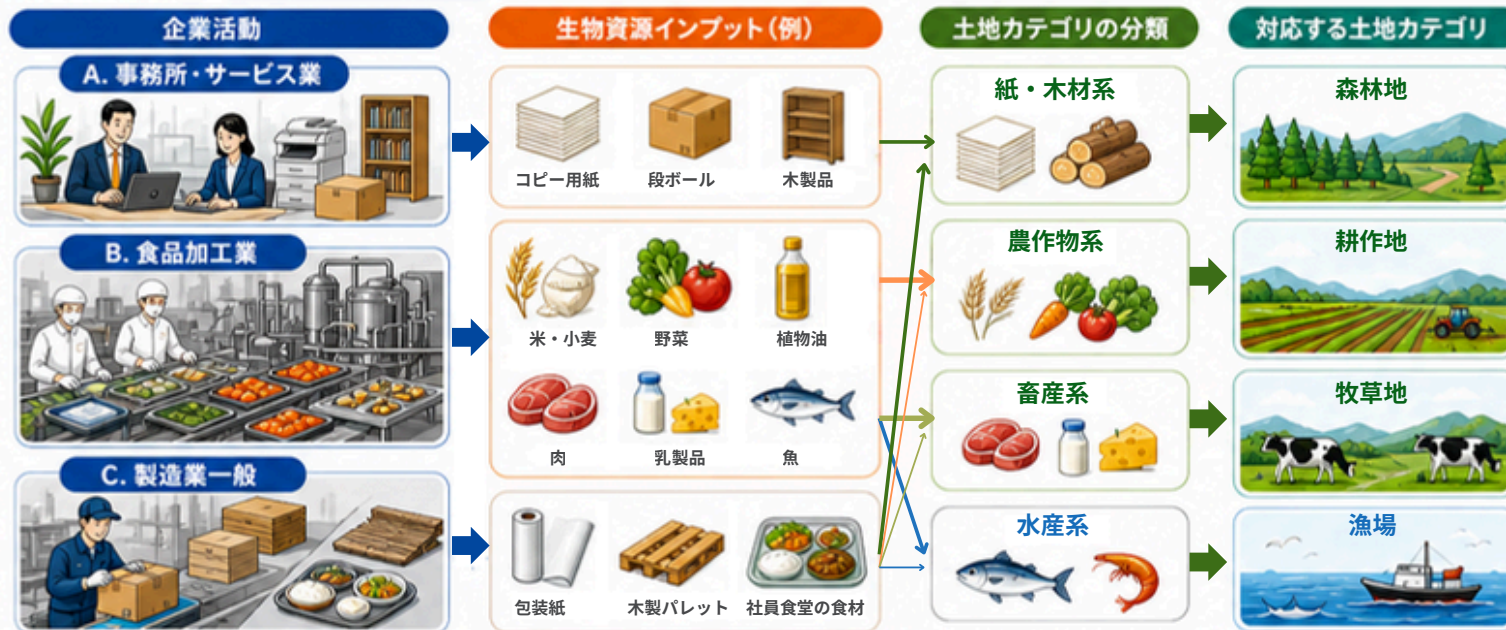 企業活動
生物資源インプット(例)
土地カテゴリの分類
対応する土地カテゴリ
A. 事務所・サービス業
コピー用紙
段ボール
木製品
紙・木材系
森林地
B. 食品加工業
米・小麦
野菜
植物油
肉
乳製品
魚
農作物系
耕作地
畜産系
牧草地
C. 製造業一般
包装紙
木製パレット
社員食堂の食材
水産系
漁場